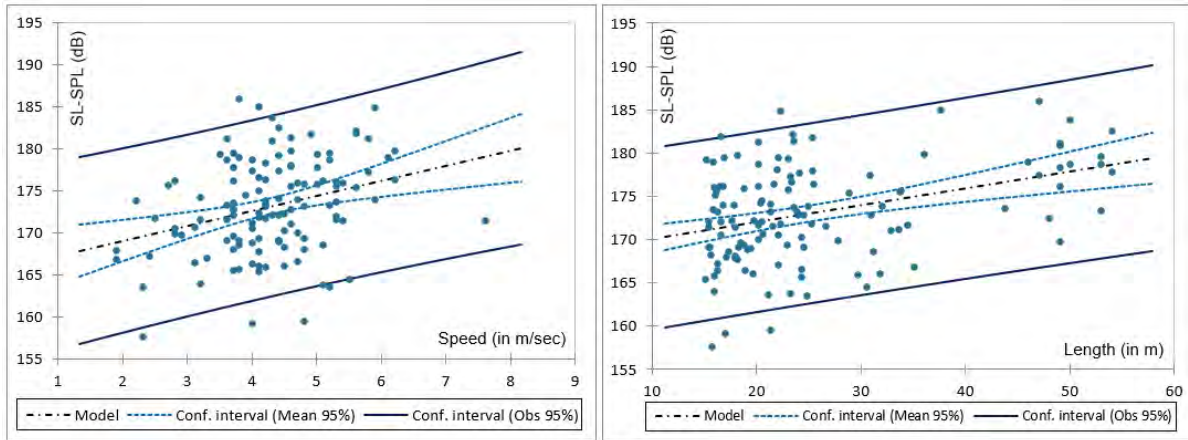 195
190
185
180
175
170
165
160
155
SL-SPL (dB)
Speed (in m/sec)
1 2 3 4 5 6 7 8 9
Model Conf. interval (Mean 95%) Conf. interval (Obs 95%)
195
190
185
180
175
170
165
160
155
SL-SPL (dB)
Length (in m)
10 20 30 40 50 60
Model Conf. interval (Mean 95%) Conf. interval (Obs 95%)